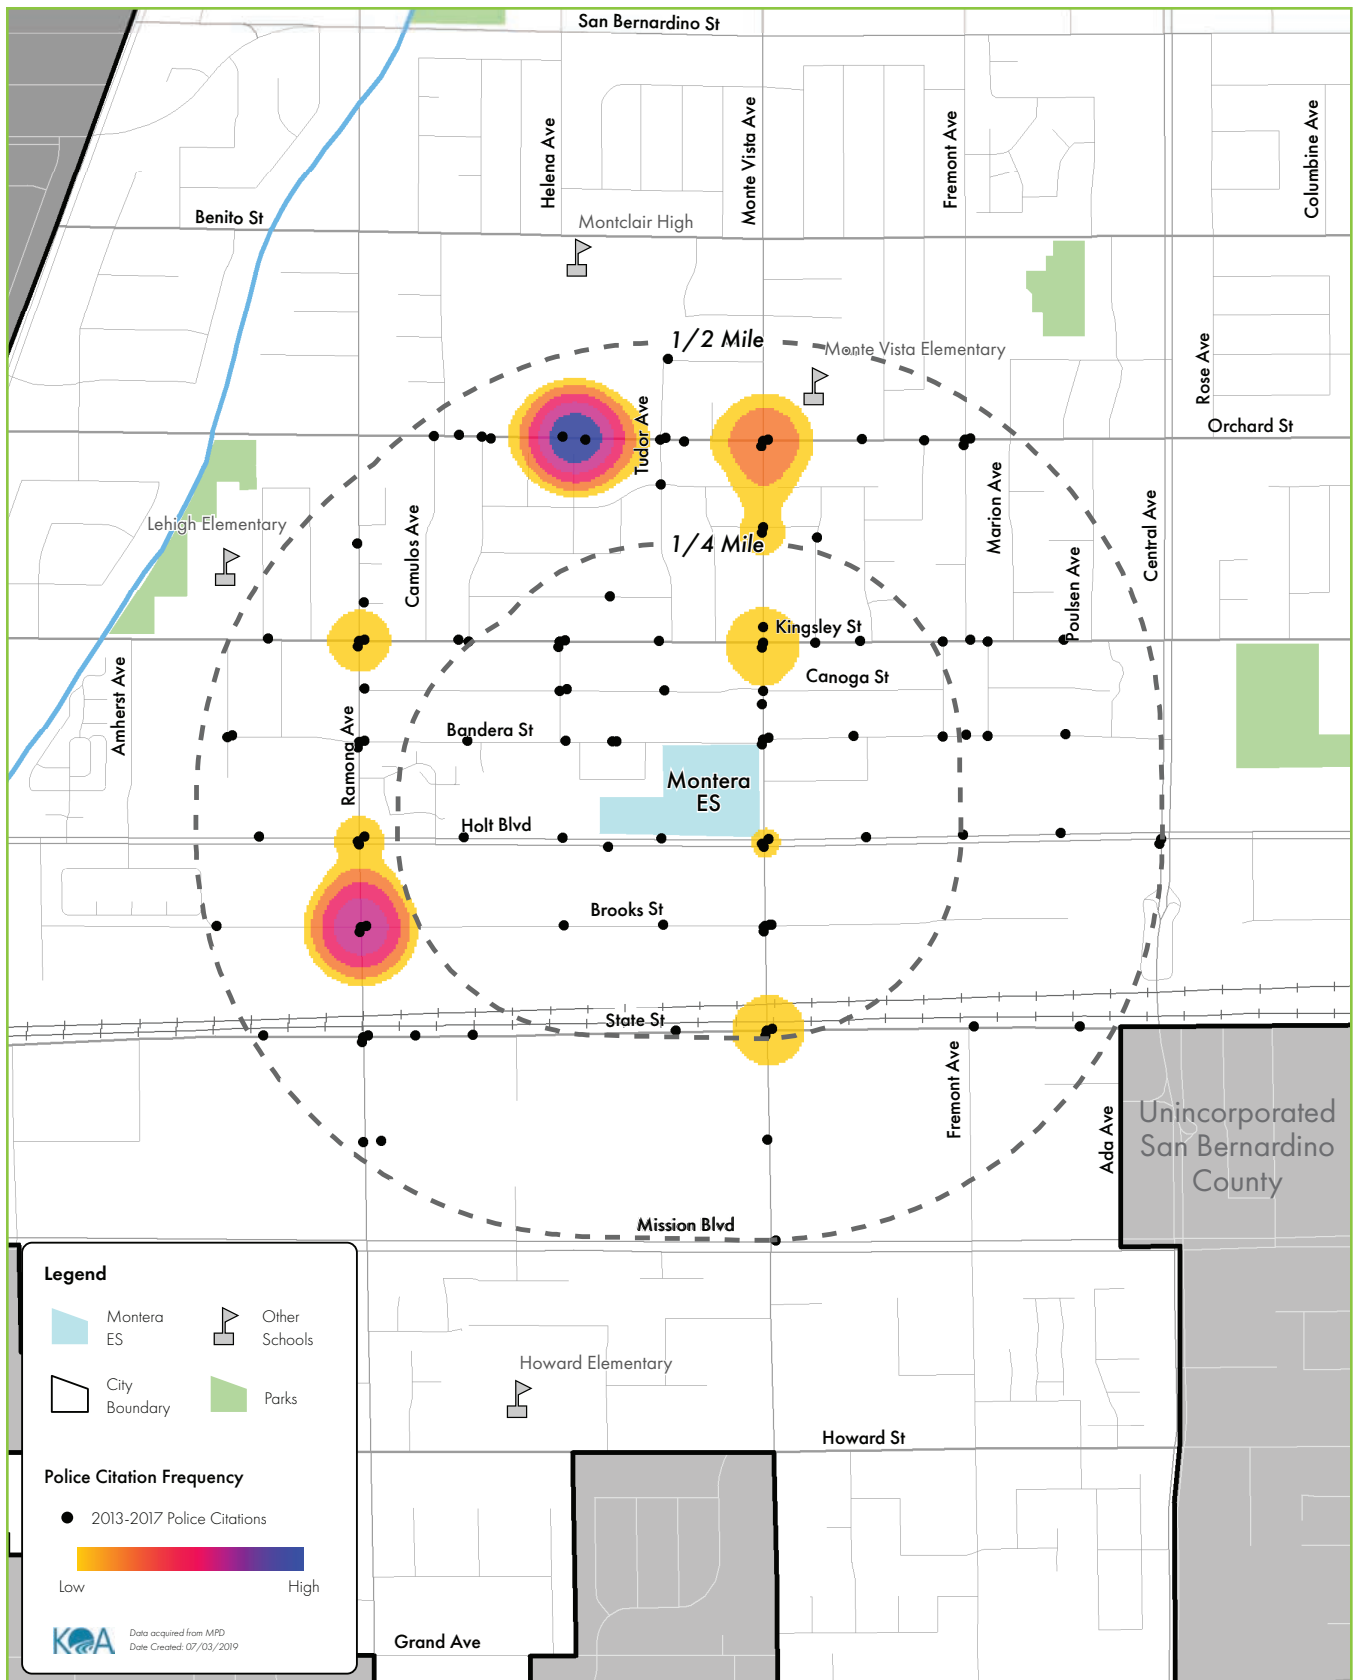 San Bernardino St
Helena Ave
Monte Vista Ave
Fremont Ave
Columbine Ave
Benito St
Montclair High
1/2 Mile
Monte Vista Elementary
Rose Ave
Orchard St
Tudor Ave
Marion Ave
Central Ave
Lehigh Elementary
Camulos Ave
1/4 Mile
Poulsen Ave
Kingsley St
Canoga St
Amherst Ave
Ramona Ave
Bandera St
Montera
ES
Holt Blvd
Brooks St
State St
Fremont Ave
Ada Ave
Unincorporated
San Bernardino
County
Mission Blvd
Legend
Montera
ES
Other
Schools
City
Boundary
Parks
Howard Elementary
Howard St
Police Citation Frequency
2013-2017 Police Citations
Low
High
KOA
Data acquired from MPD
Date Created: 07/03/2019
Grand Ave